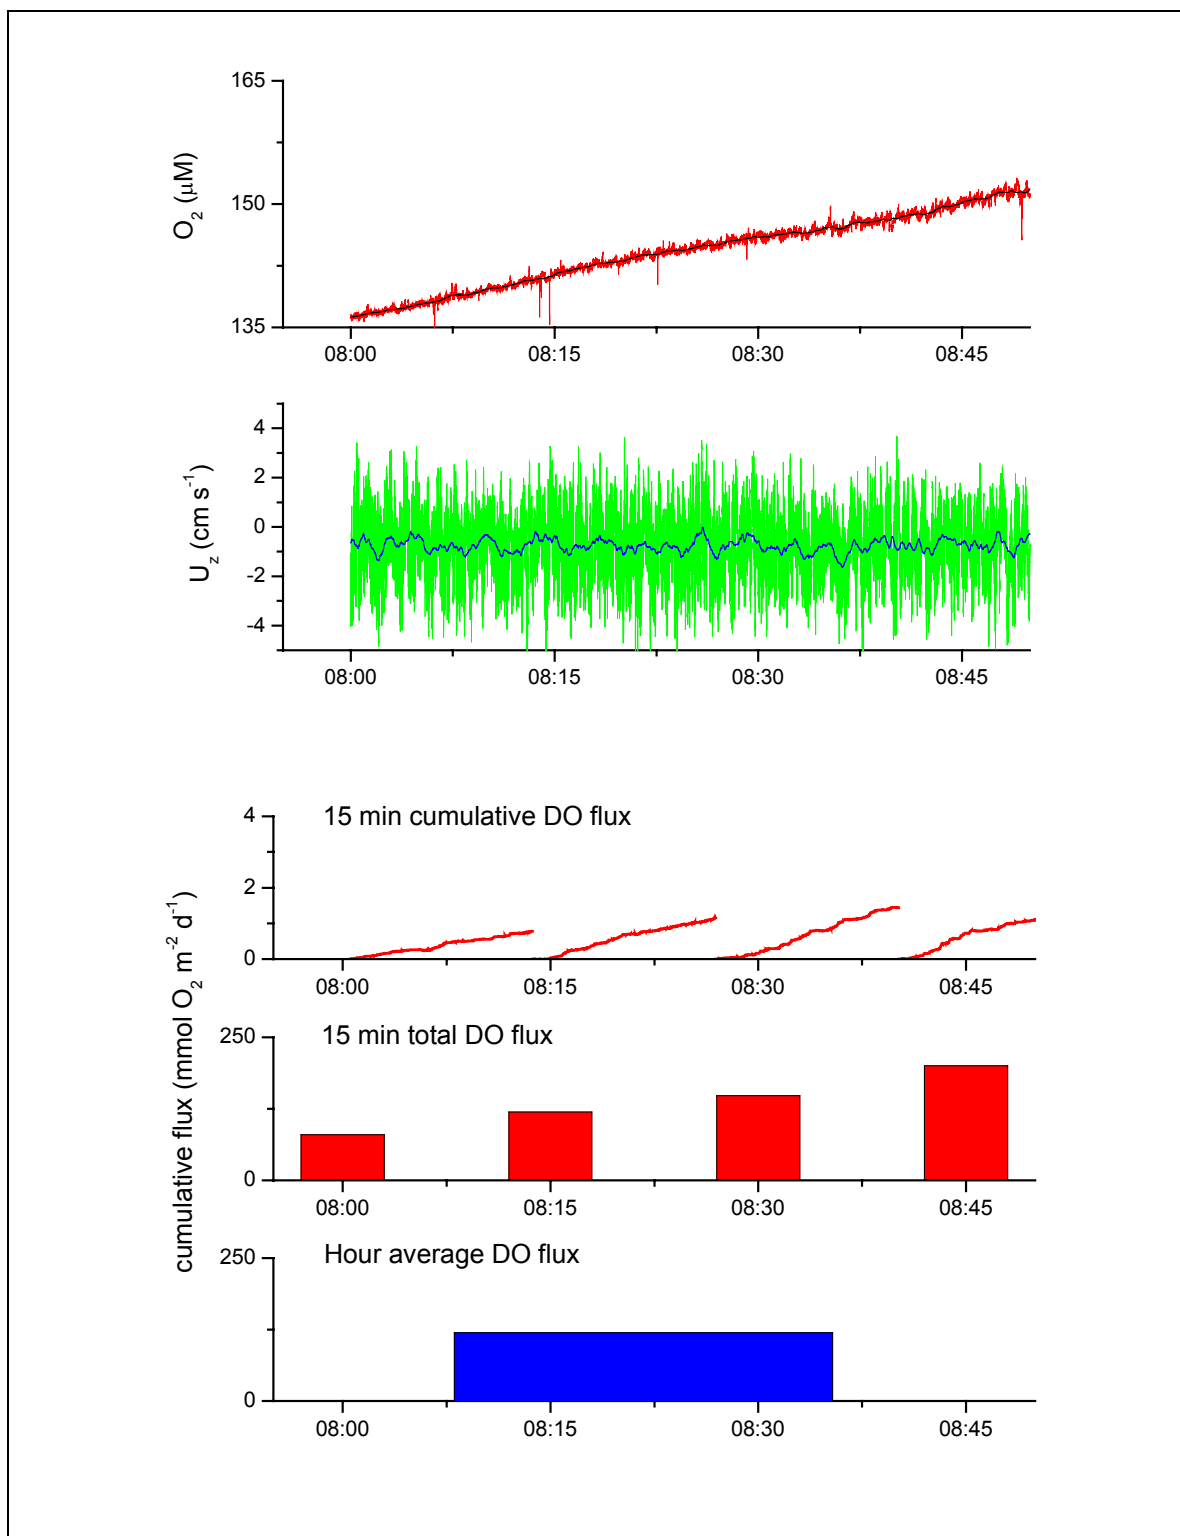 165
150
135
O₂ (μM)
08:00 08:15 08:30 08:45
4
2
0
-2
-4
U_z (cm s⁻¹)
08:00 08:15 08:30 08:45
15 min cumulative DO flux
4
2
0
08:00 08:15 08:30 08:45
cumulative flux (mmol O₂ m⁻² d⁻¹)
15 min total DO flux
250
0
08:00 08:15 08:30 08:45
Hour average DO flux
250
0
08:00 08:15 08:30 08:45